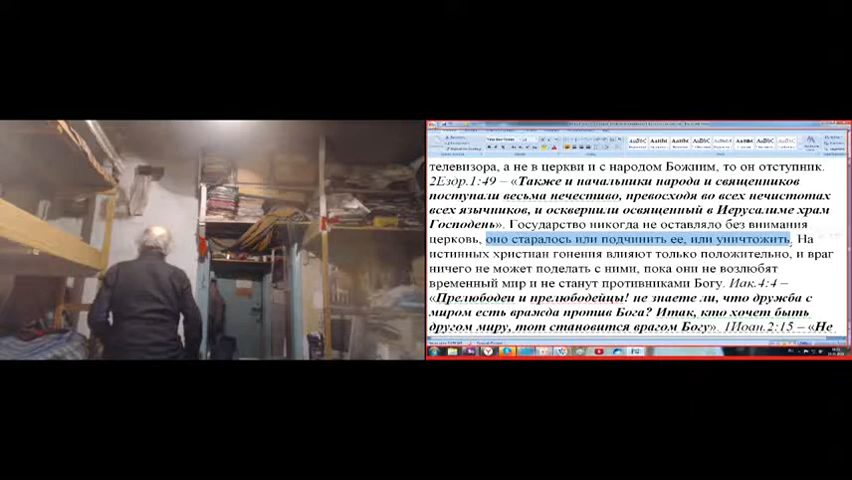 телевизора, а не в церкви и с народом Божиим, то он отступник.
2Езор.1:49 – «Также и начальники народа и священников
поступали весьма нечестиво, превосходя во всех нечистотах
всех язычников, и осквернили освященный в Иерусалиме храм
Господень». Государство никогда не оставляло без внимания
церковь, оно старалось или подчинить ее, или уничтожить. На
истинных христиан гонения влияют только положительно, и враг
ничего не может поделать с ними, пока они не возлюбят
временный мир и не станут противниками Богу. Иак.4:4 –
«Прелюбодеи и прелюбодейцы! не знаете ли, что дружба с
миром есть вражда против Бога? Итак, кто хочет быть
другом миру, тот становится врагом Богу». 1Иоан.2:15 – «Не